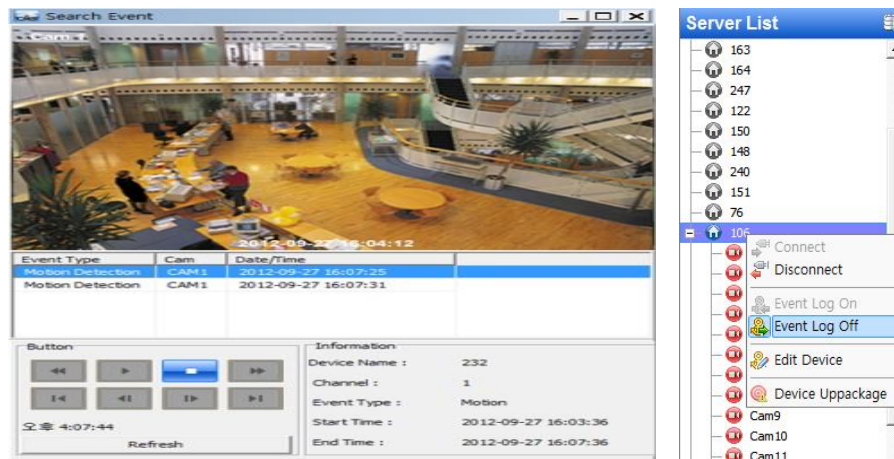 Search Event
Cam 1
2012-09-27 16:04:12
Event Type Cam Date/Time
Motion Detection CAM1 2012-09-27 16:07:25
Motion Detection CAM1 2012-09-27 16:07:31
Button
오후 4:07:44
Refresh
Information
Device Name : 232
Channel : 1
Event Type : Motion
Start Time : 2012-09-27 16:03:36
End Time : 2012-09-27 16:07:36
Server List
163
164
247
122
150
148
240
151
76
106
Connect
Disconnect
Event Log On
Event Log Off
Edit Device
Device Uppackage
Cam9
Cam10
Cam11